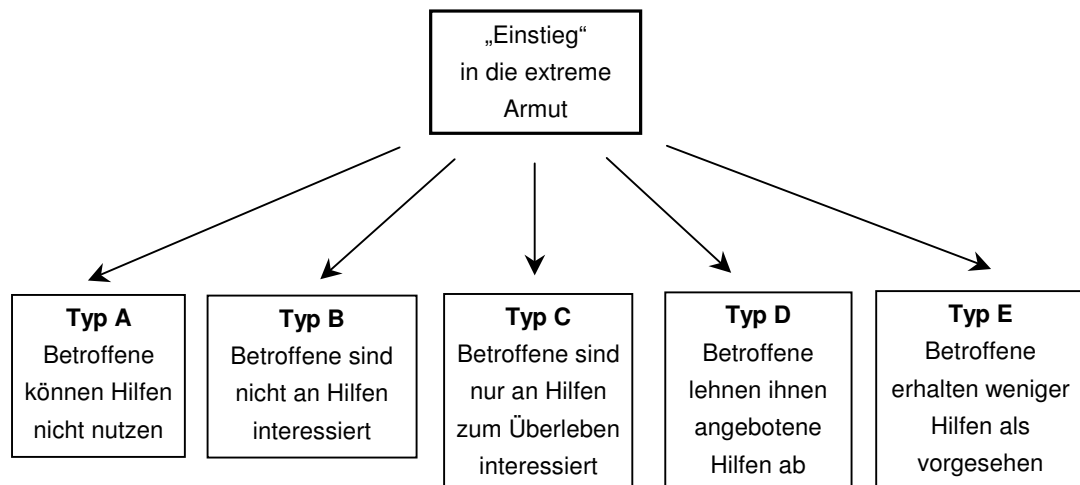 „Einstieg“
in die extreme
Armut
Typ A
Betroffene
können Hilfen
nicht nutzen
Typ B
Betroffene sind
nicht an Hilfen
interessiert
Typ C
Betroffene sind
nur an Hilfen
zum Überleben
interessiert
Typ D
Betroffene
lehnen ihnen
angebotene
Hilfen ab
Typ E
Betroffene
erhalten weniger
Hilfen als
vorgesehen